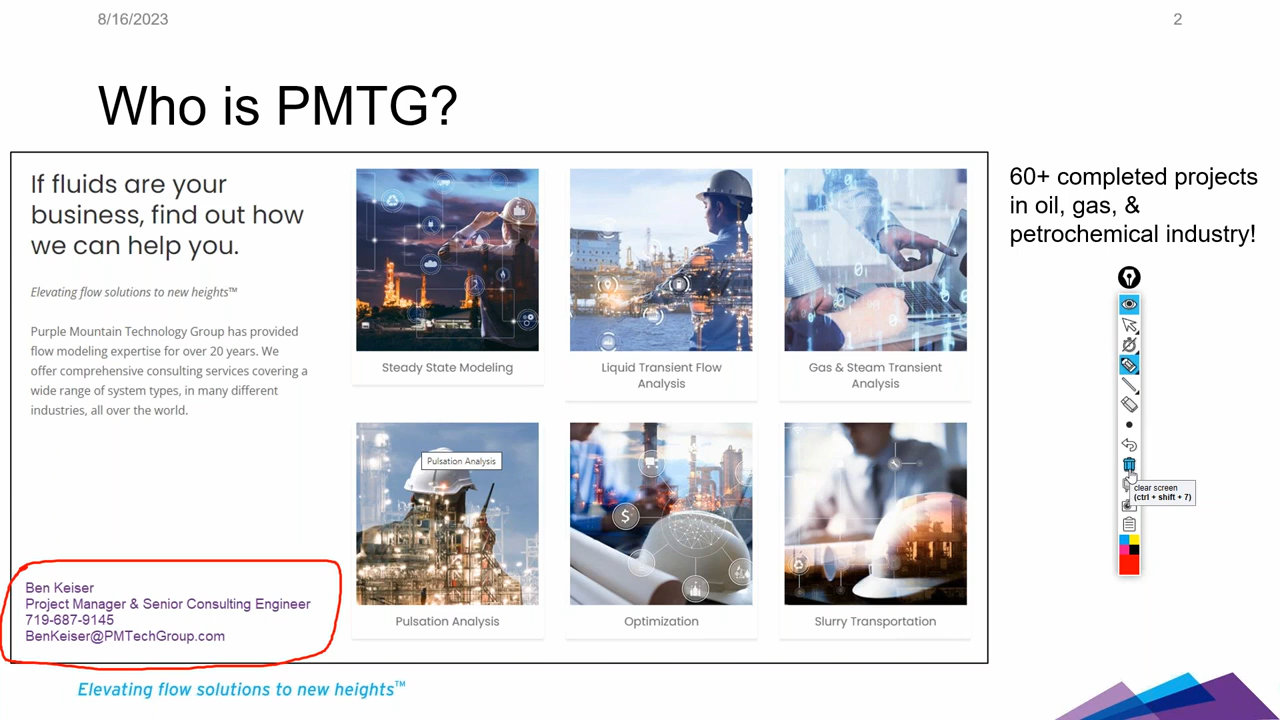 8/16/2023
2
Who is PMTG?
If fluids are your
business, find out how
we can help you.
Elevating flow solutions to new heights™
Purple Mountain Technology Group has provided
flow modeling expertise for over 20 years. We
offer comprehensive consulting services covering a
wide range of system types, in many different
industries, all over the world.
Steady State Modeling
Liquid Transient Flow
Analysis
Gas & Steam Transient
Analysis
Pulsation Analysis
Pulsation Analysis
Optimization
Slurry Transportation
60+ completed projects
in oil, gas, &
petrochemical industry!
clear screen
(ctrl + shift + 7)
Ben Keiser
Project Manager & Senior Consulting Engineer
719-687-9145
BenKeiser@PMTechGroup.com
Elevating flow solutions to new heights™